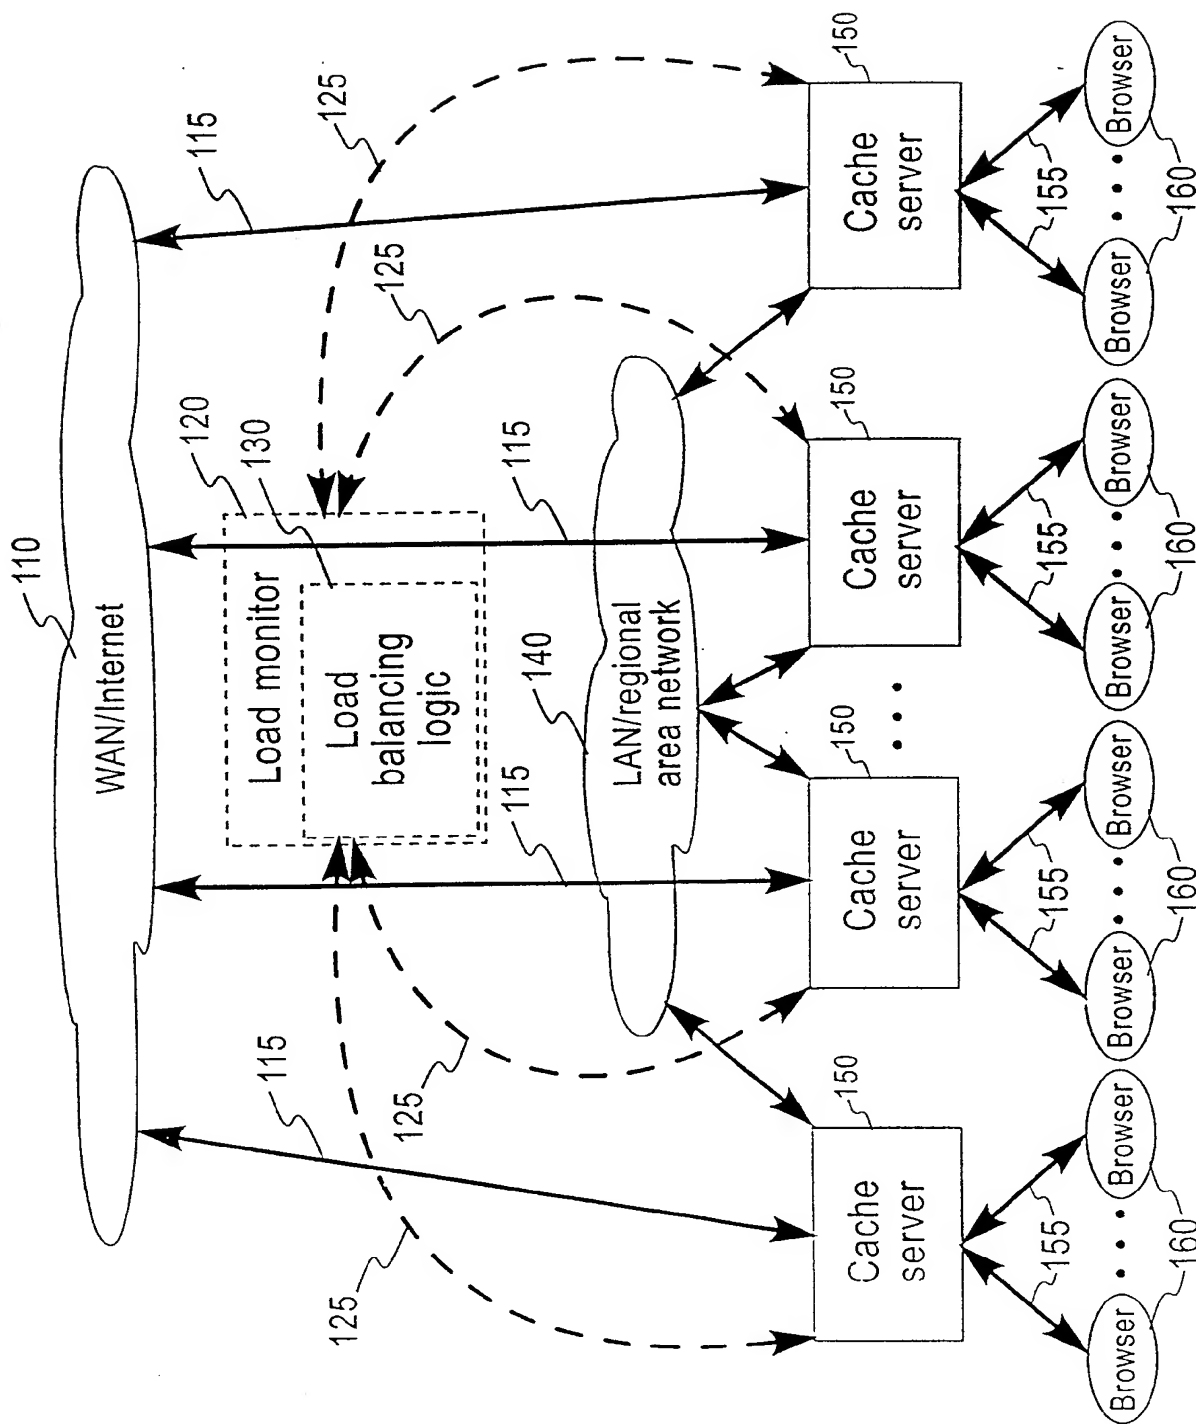 110
WAN/Internet
115
115
115
115
125
125
125
125
120
Load monitor
130
Load
balancing
logic
140
LAN/regional
area network
150
Cache
server
150
Cache
server
...
150
Cache
server
150
Cache
server
155
155
155
155
Browser
....
Browser
Browser
....
Browser
Browser
....
Browser
Browser
....
Browser
160
160
160
160